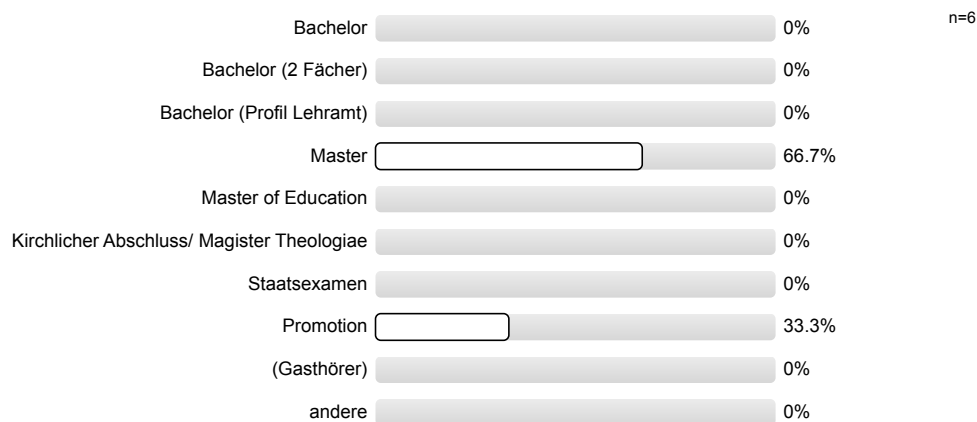 n=6
Bachelor 0%
Bachelor (2 Fächer) 0%
Bachelor (Profil Lehramt) 0%
Master 66.7%
Master of Education 0%
Kirchlicher Abschluss/ Magister Theologiae 0%
Staatsexamen 0%
Promotion 33.3%
(Gasthörer) 0%
andere 0%